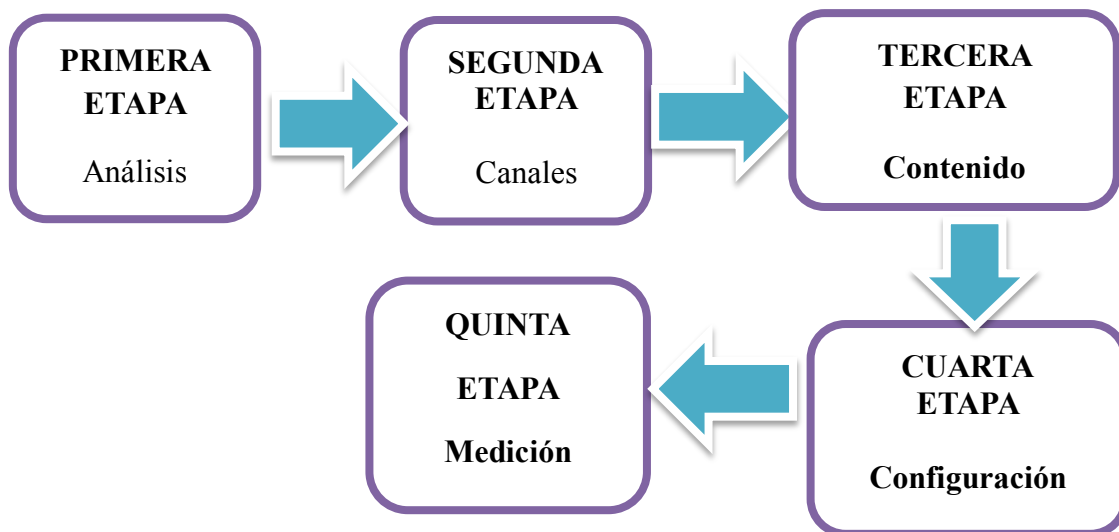 PRIMERA
ETAPA
Análisis
SEGUNDA
ETAPA
Canales
TERCERA
ETAPA
Contenido
CUARTA
ETAPA
Configuración
QUINTA
ETAPA
Medición